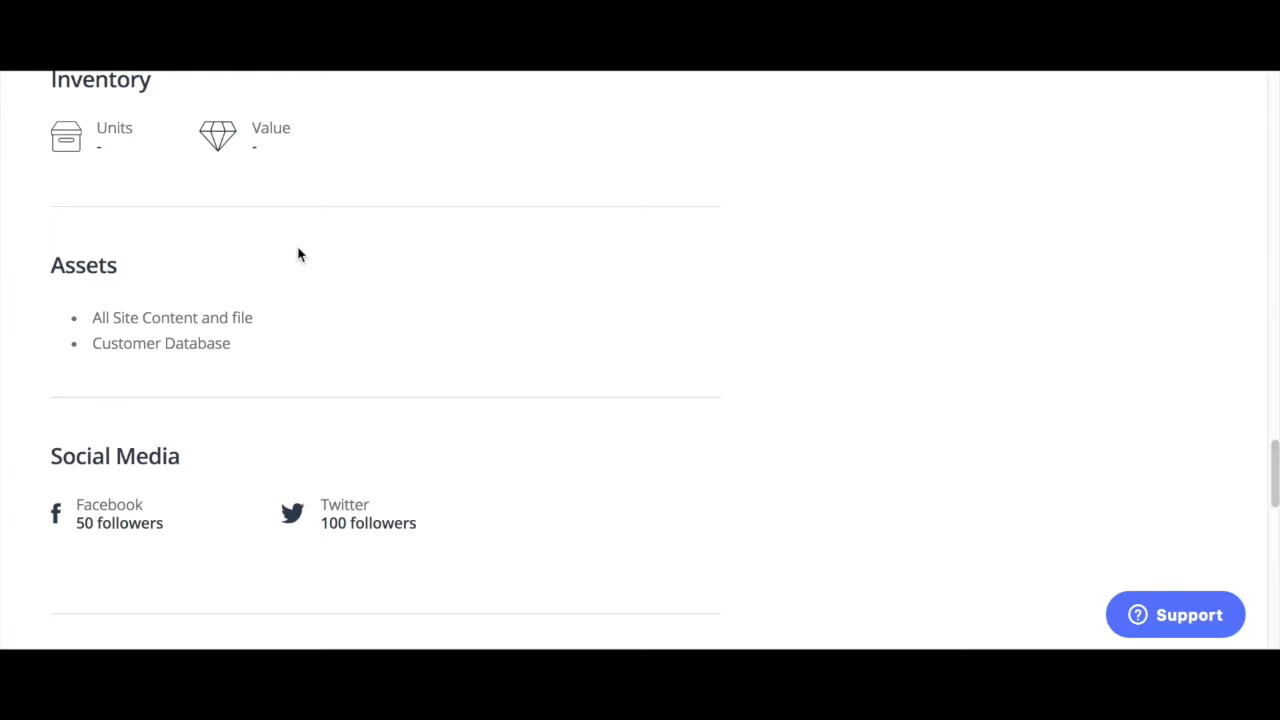 Inventory
Units
-
Value
-
Assets
• All Site Content and file
• Customer Database
Social Media
Facebook
50 followers
Twitter
100 followers
Support